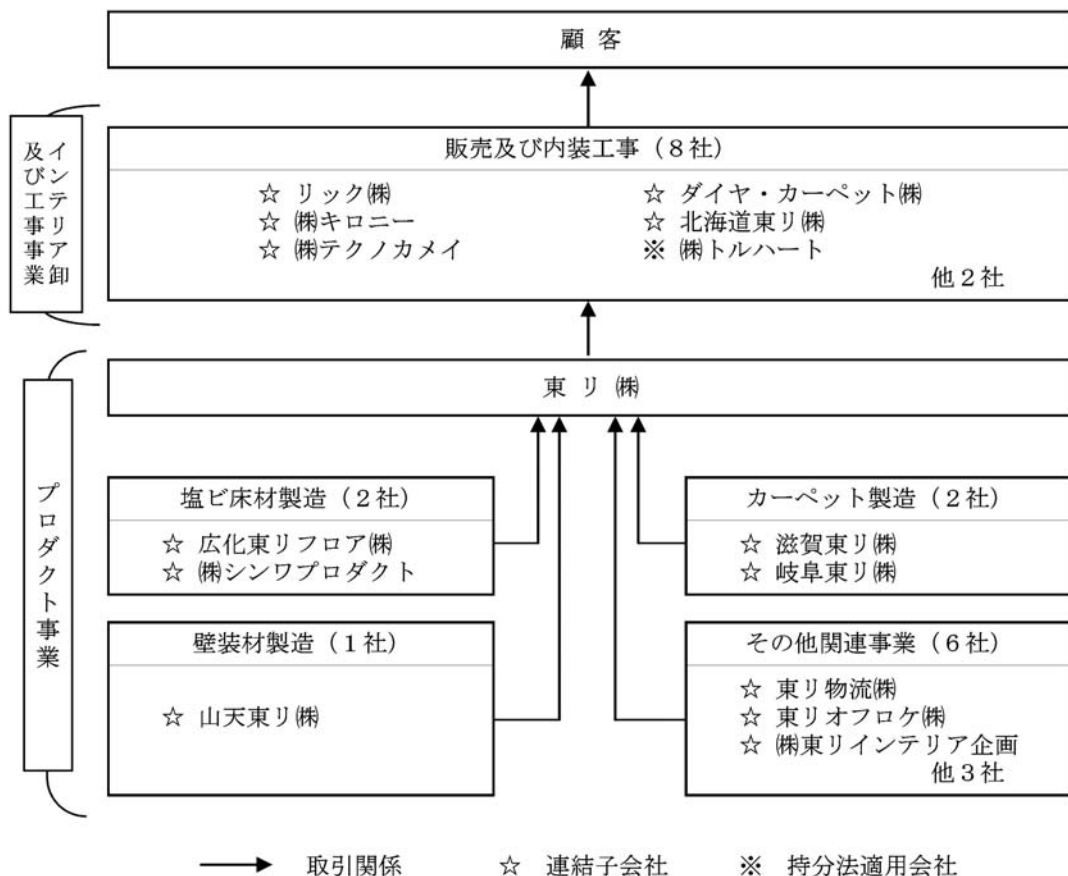 顧 客
インテリア卸
及び工事事業
販売及び内装工事（8社）
☆ リック㈱
☆ ㈱キロニー
☆ ㈱テクノカメイ
☆ ダイヤ・カーペット㈱
☆ 北海道東リ㈱
※ ㈱トルハート
他2社
プロダクト事業
東 リ ㈱
塩ビ床材製造（2社）
☆ 広化東リフロア㈱
☆ ㈱シンワプロダクト
カーペット製造（2社）
☆ 滋賀東リ㈱
☆ 岐阜東リ㈱
壁装材製造（1社）
☆ 山天東リ㈱
その他関連事業（6社）
☆ 東リ物流㈱
☆ 東リオフロケ㈱
☆ ㈱東リインテリア企画
他3社
取引関係 ☆ 連結子会社 ※ 持分法適用会社